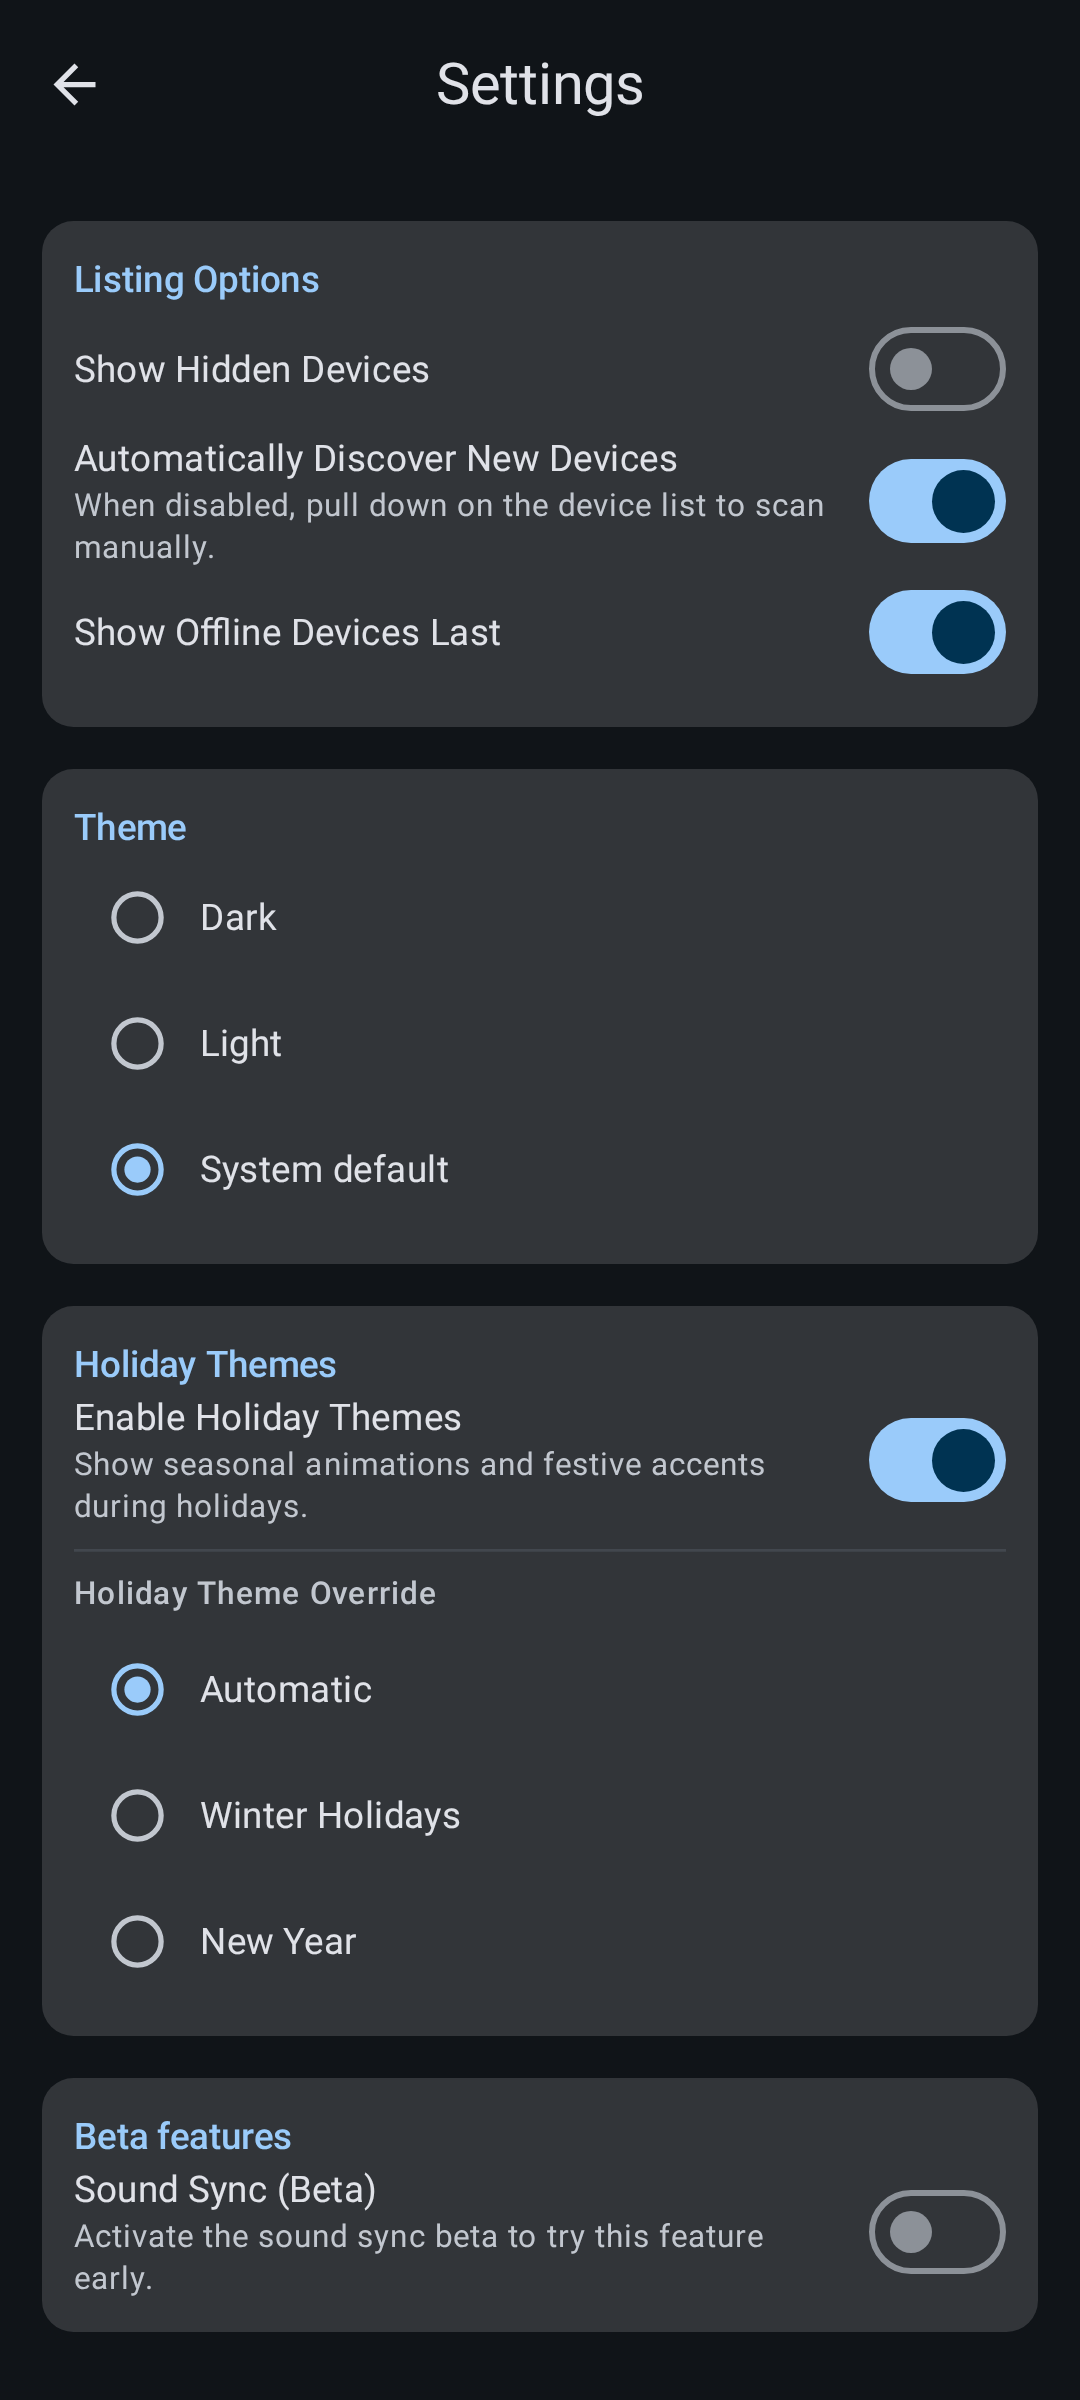 Settings
Listing Options
Show Hidden Devices
Automatically Discover New Devices
When disabled, pull down on the device list to scan
manually.
Show Offline Devices Last
Theme
Dark
Light
System default
Holiday Themes
Enable Holiday Themes
Show seasonal animations and festive accents
during holidays.
Holiday Theme Override
Automatic
Winter Holidays
New Year
Beta features
Sound Sync (Beta)
Activate the sound sync beta to try this feature
early.